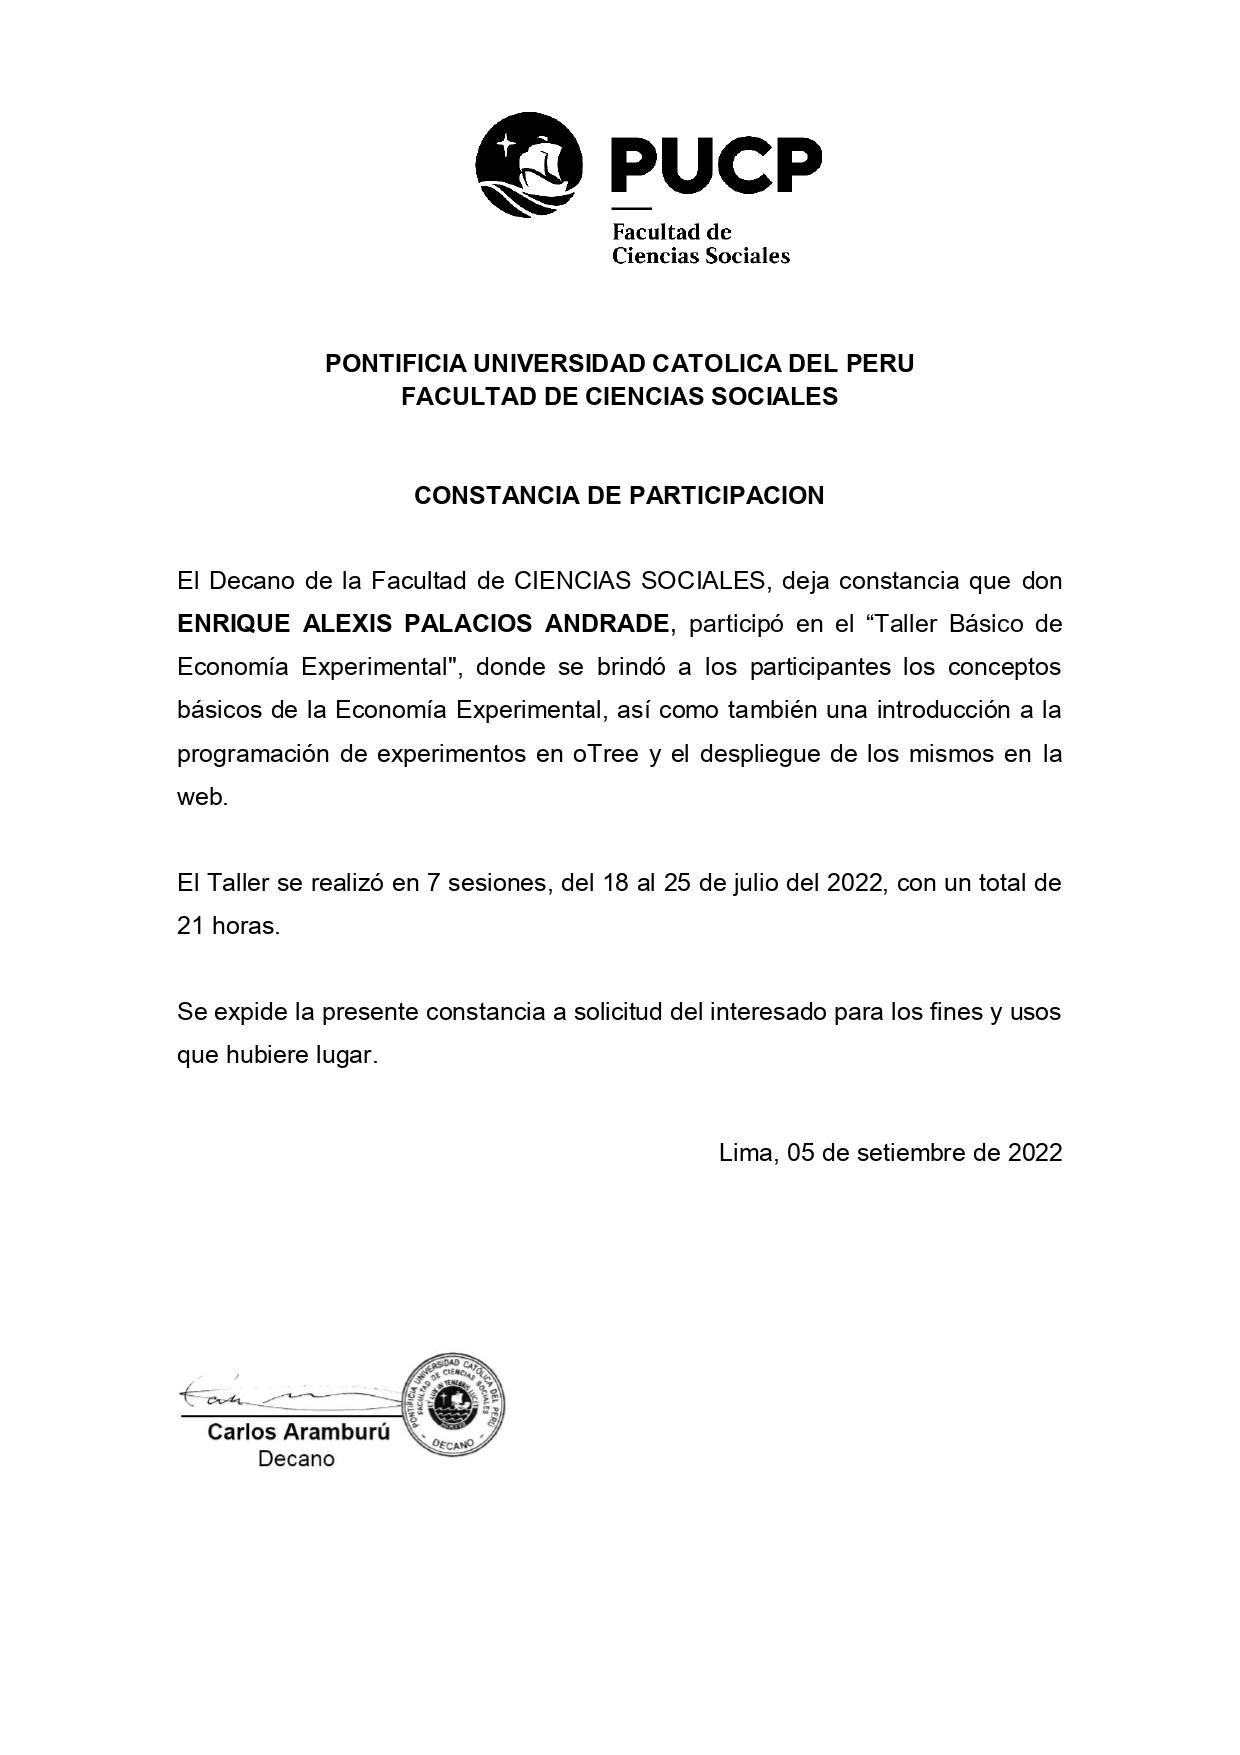 PUCP
Facultad de
Ciencias Sociales
PONTIFICIA UNIVERSIDAD CATOLICA DEL PERU
FACULTAD DE CIENCIAS SOCIALES
CONSTANCIA DE PARTICIPACION
El Decano de la Facultad de CIENCIAS SOCIALES, deja constancia que don
ENRIQUE ALEXIS PALACIOS ANDRADE, participó en el “Taller Básico de
Economía Experimental", donde se brindó a los participantes los conceptos
básicos de la Economía Experimental, así como también una introducción a la
programación de experimentos en oTree y el despliegue de los mismos en la
web.
El Taller se realizó en 7 sesiones, del 18 al 25 de julio del 2022, con un total de
21 horas.
Se expide la presente constancia a solicitud del interesado para los fines y usos
que hubiere lugar.
Lima, 05 de setiembre de 2022
PONTIFICIA UNIVERSIDAD CATÓLICA DEL PERU
FACULTAD DE CIENCIAS SOCIALES
- DECANO -
Carlos Aramburú
Decano